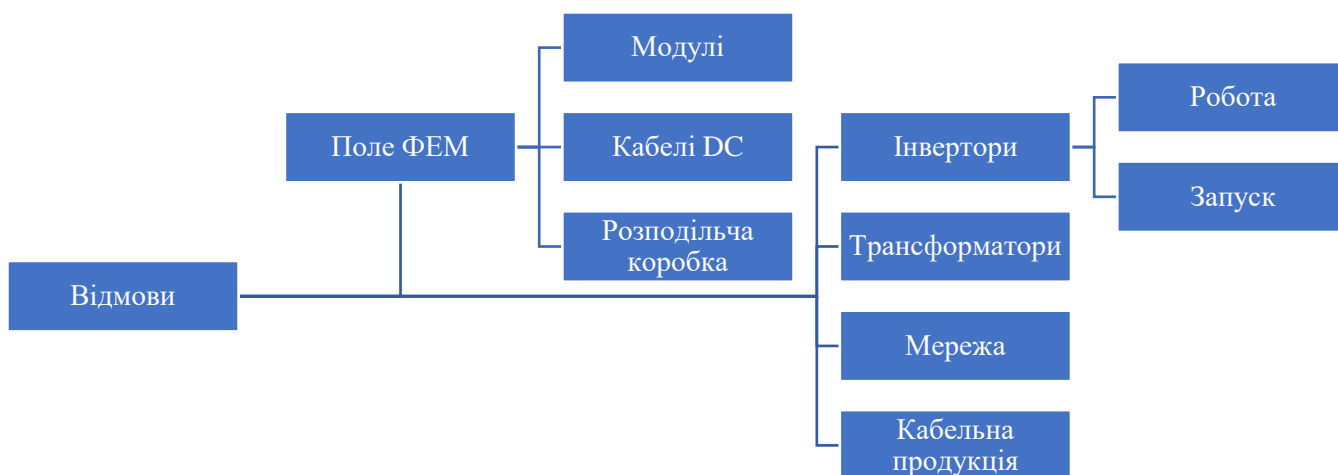 Модулі
Поле ФЕМ
Кабелі DC
Розподільча
коробка
Відмови
Інвертори
Робота
Запуск
Трансформатори
Мережа
Кабельна
продукція